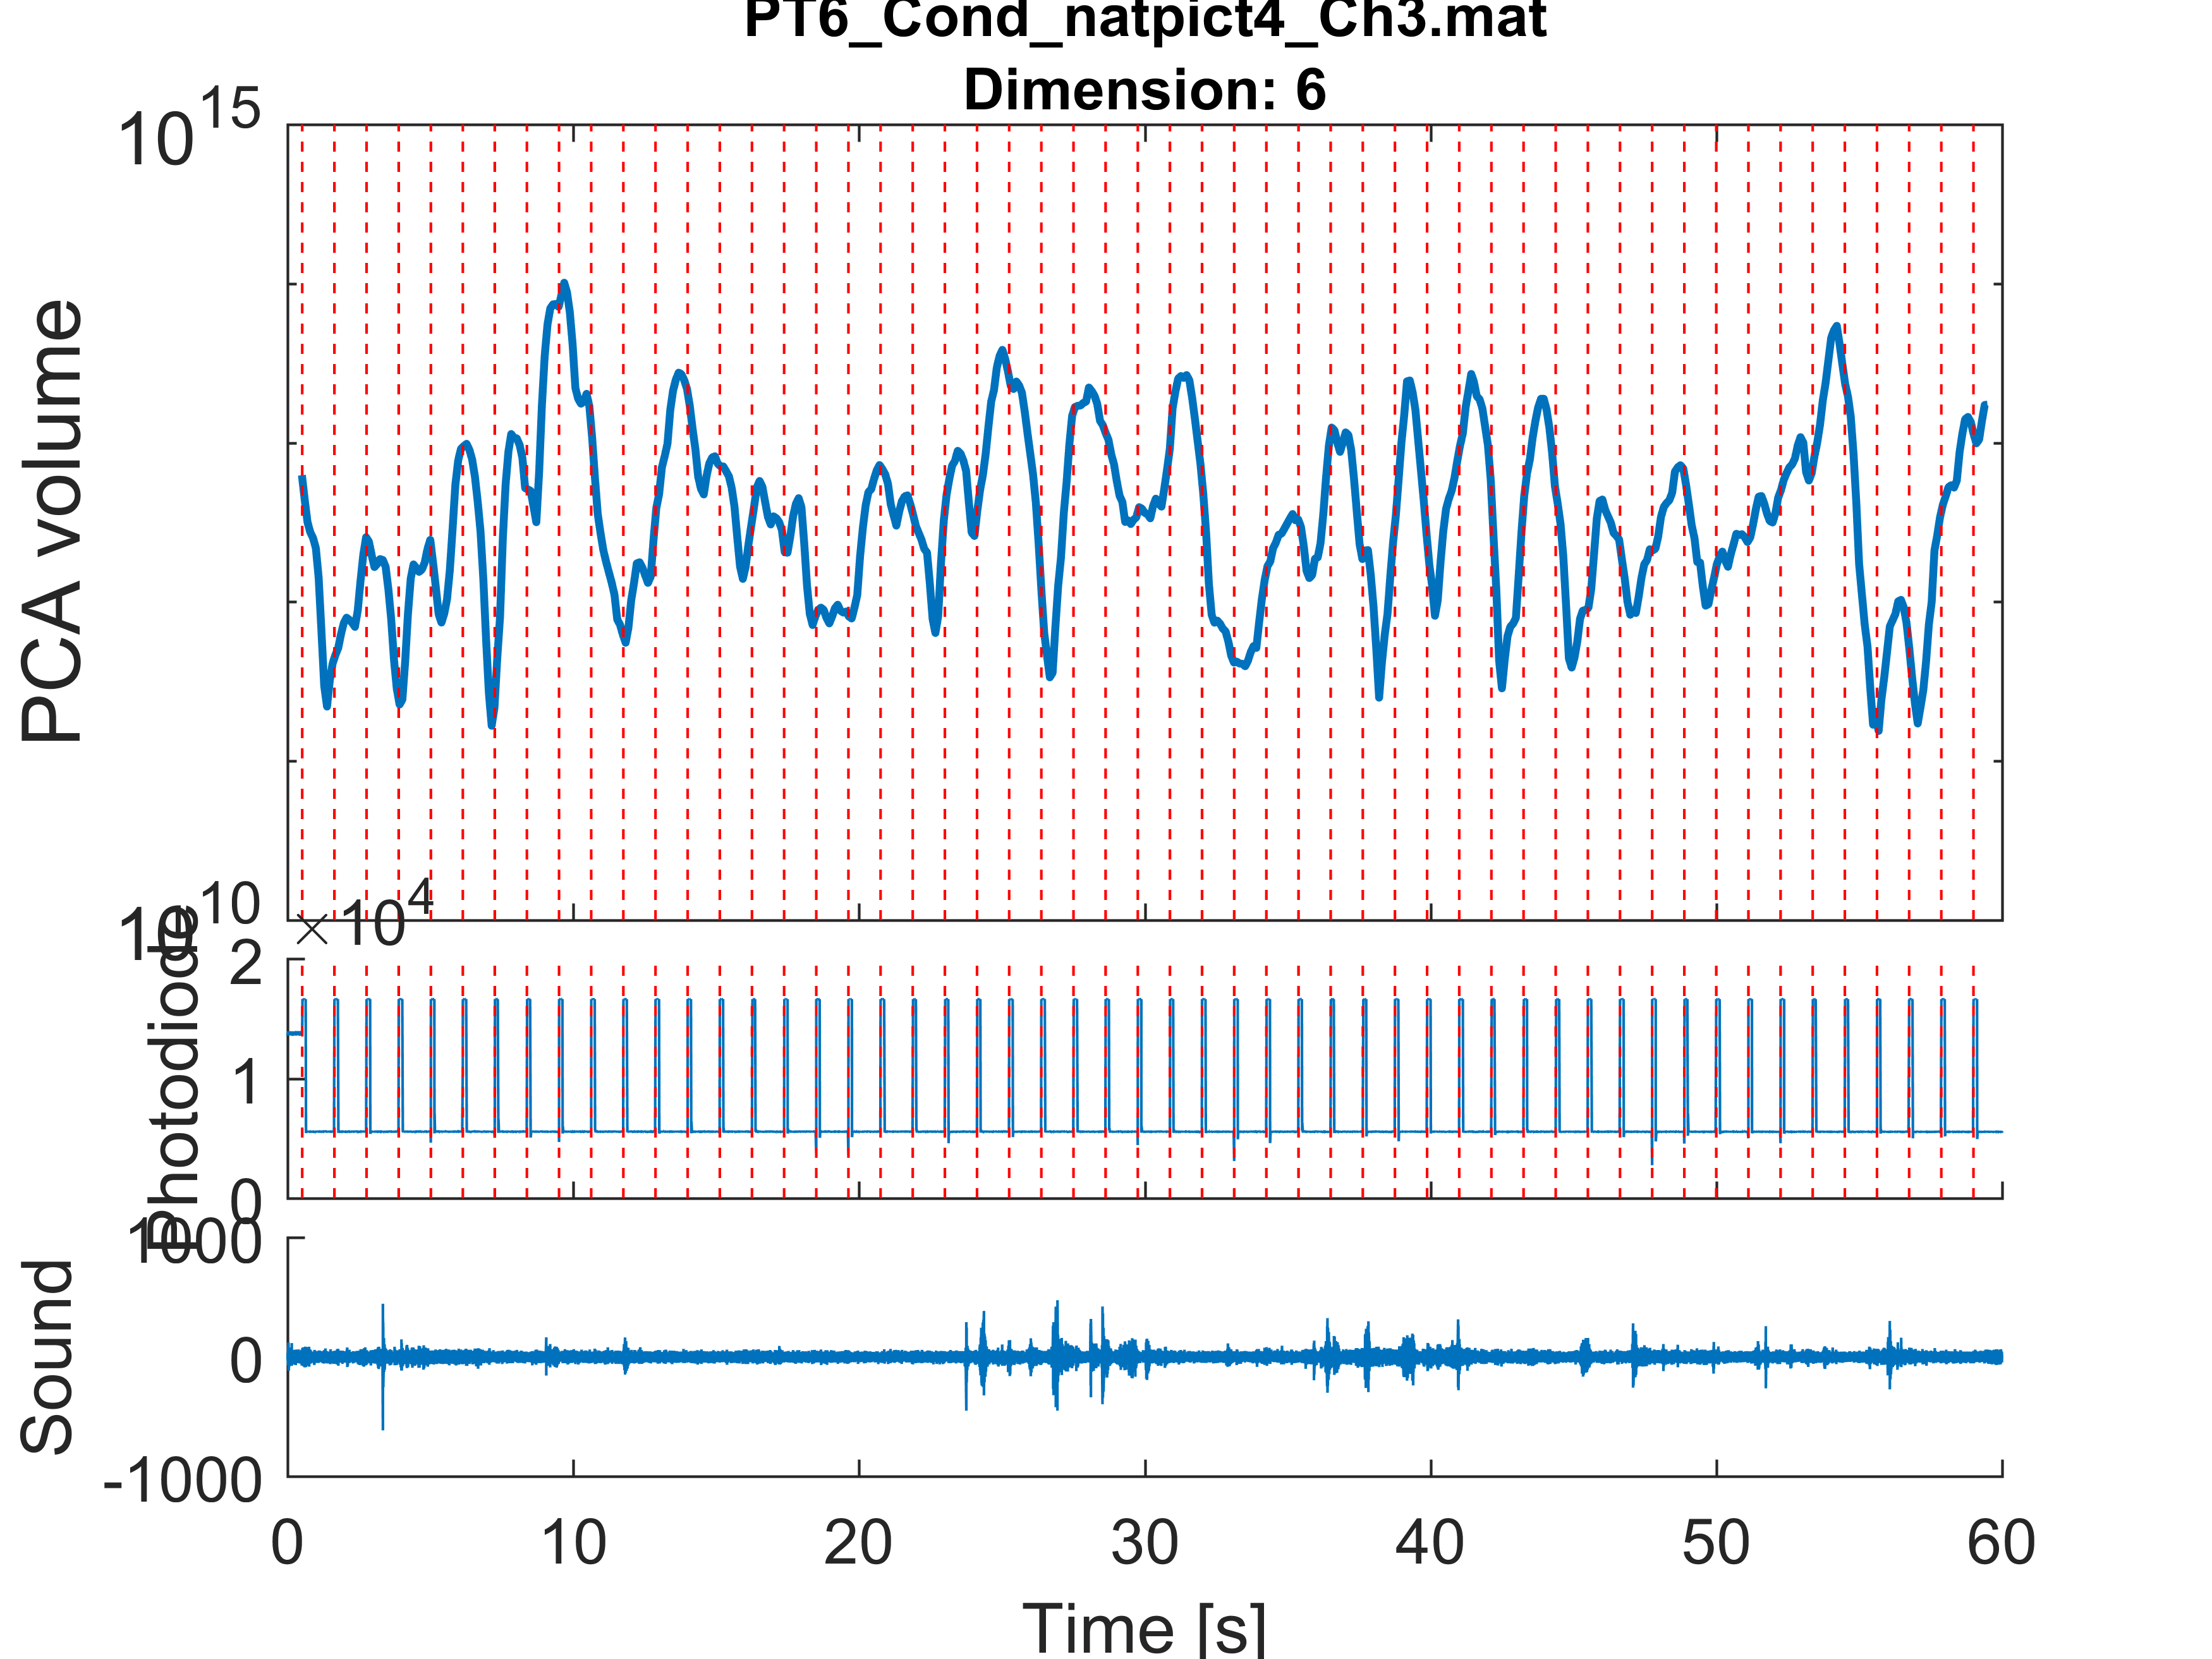 PT6_Cond_natpict4_Ch3.mat
Dimension: 6
10^15
PCA volume
10^10
×10^4
Photodiode
2
1
0
Sound
1000
0
-1000
0 10 20 30 40 50 60
Time [s]